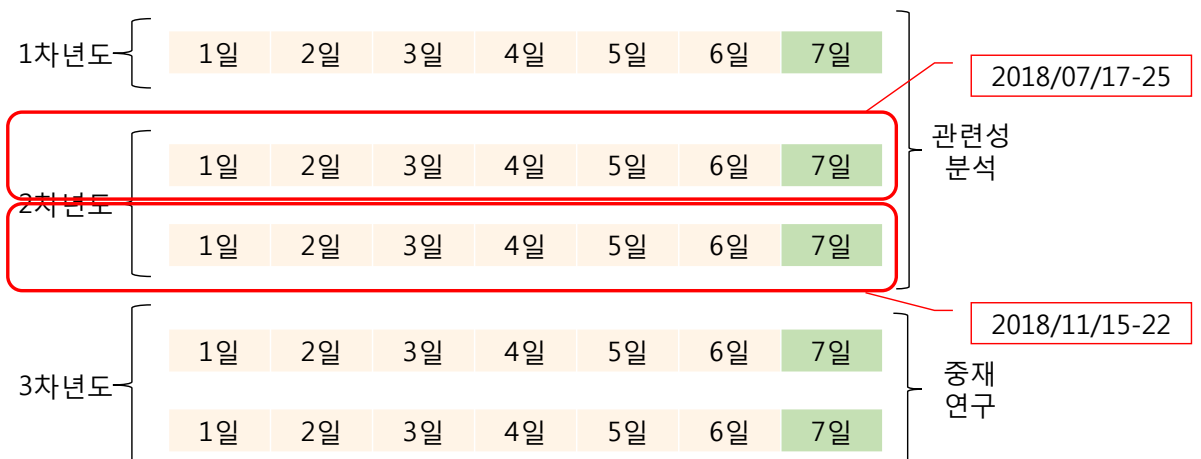 1차년도
1일 2일 3일 4일 5일 6일 7일
2018/07/17-25
2차년도
1일 2일 3일 4일 5일 6일 7일
1일 2일 3일 4일 5일 6일 7일
관련성
분석
2018/11/15-22
3차년도
1일 2일 3일 4일 5일 6일 7일
1일 2일 3일 4일 5일 6일 7일
중재
연구